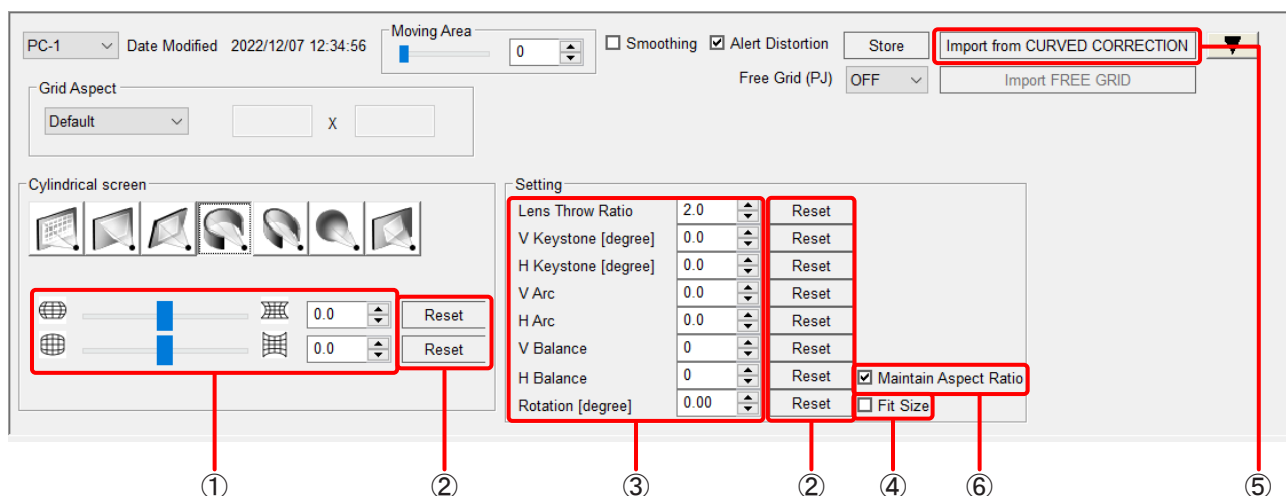 PC-1 Date Modified 2022/12/07 12:34:56
Moving Area
0
Smoothing Alert Distortion Store Import from CURVED CORRECTION
Free Grid (PJ) OFF Import FREE GRID
Grid Aspect
Default X
Cylindrical screen
0.0 Reset
0.0 Reset
Setting
Lens Throw Ratio 2.0 Reset
V Keystone [degree] 0.0 Reset
H Keystone [degree] 0.0 Reset
V Arc 0.0 Reset
H Arc 0.0 Reset
V Balance 0 Reset
H Balance 0 Reset Maintain Aspect Ratio
Rotation [degree] 0.00 Reset Fit Size
① ② ③ ② ④ ⑥ ⑤